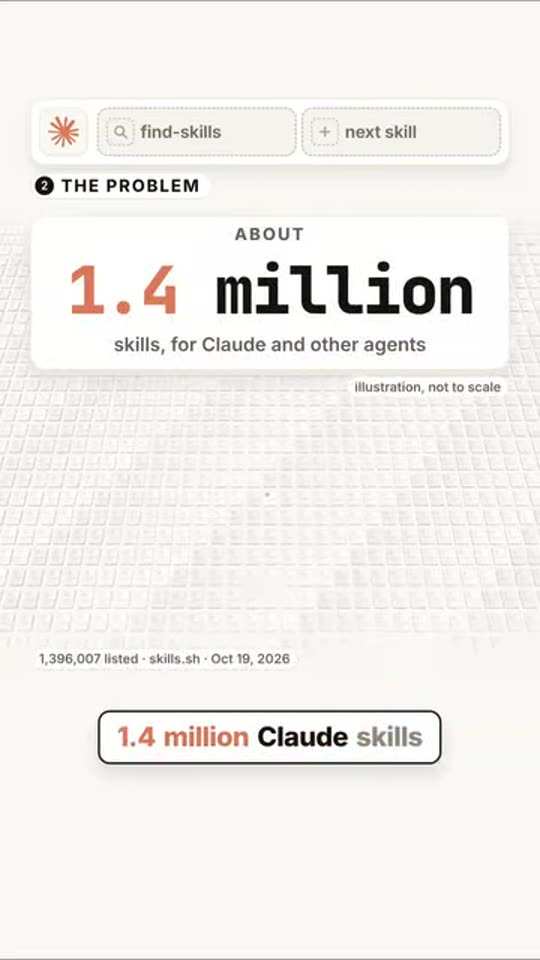 find-skills
next skill
2 THE PROBLEM
ABOUT
1.4 million
skills, for Claude and other agents
illustration, not to scale
1,396,007 listed · skills.sh · Oct 19, 2026
1.4 million Claude skills